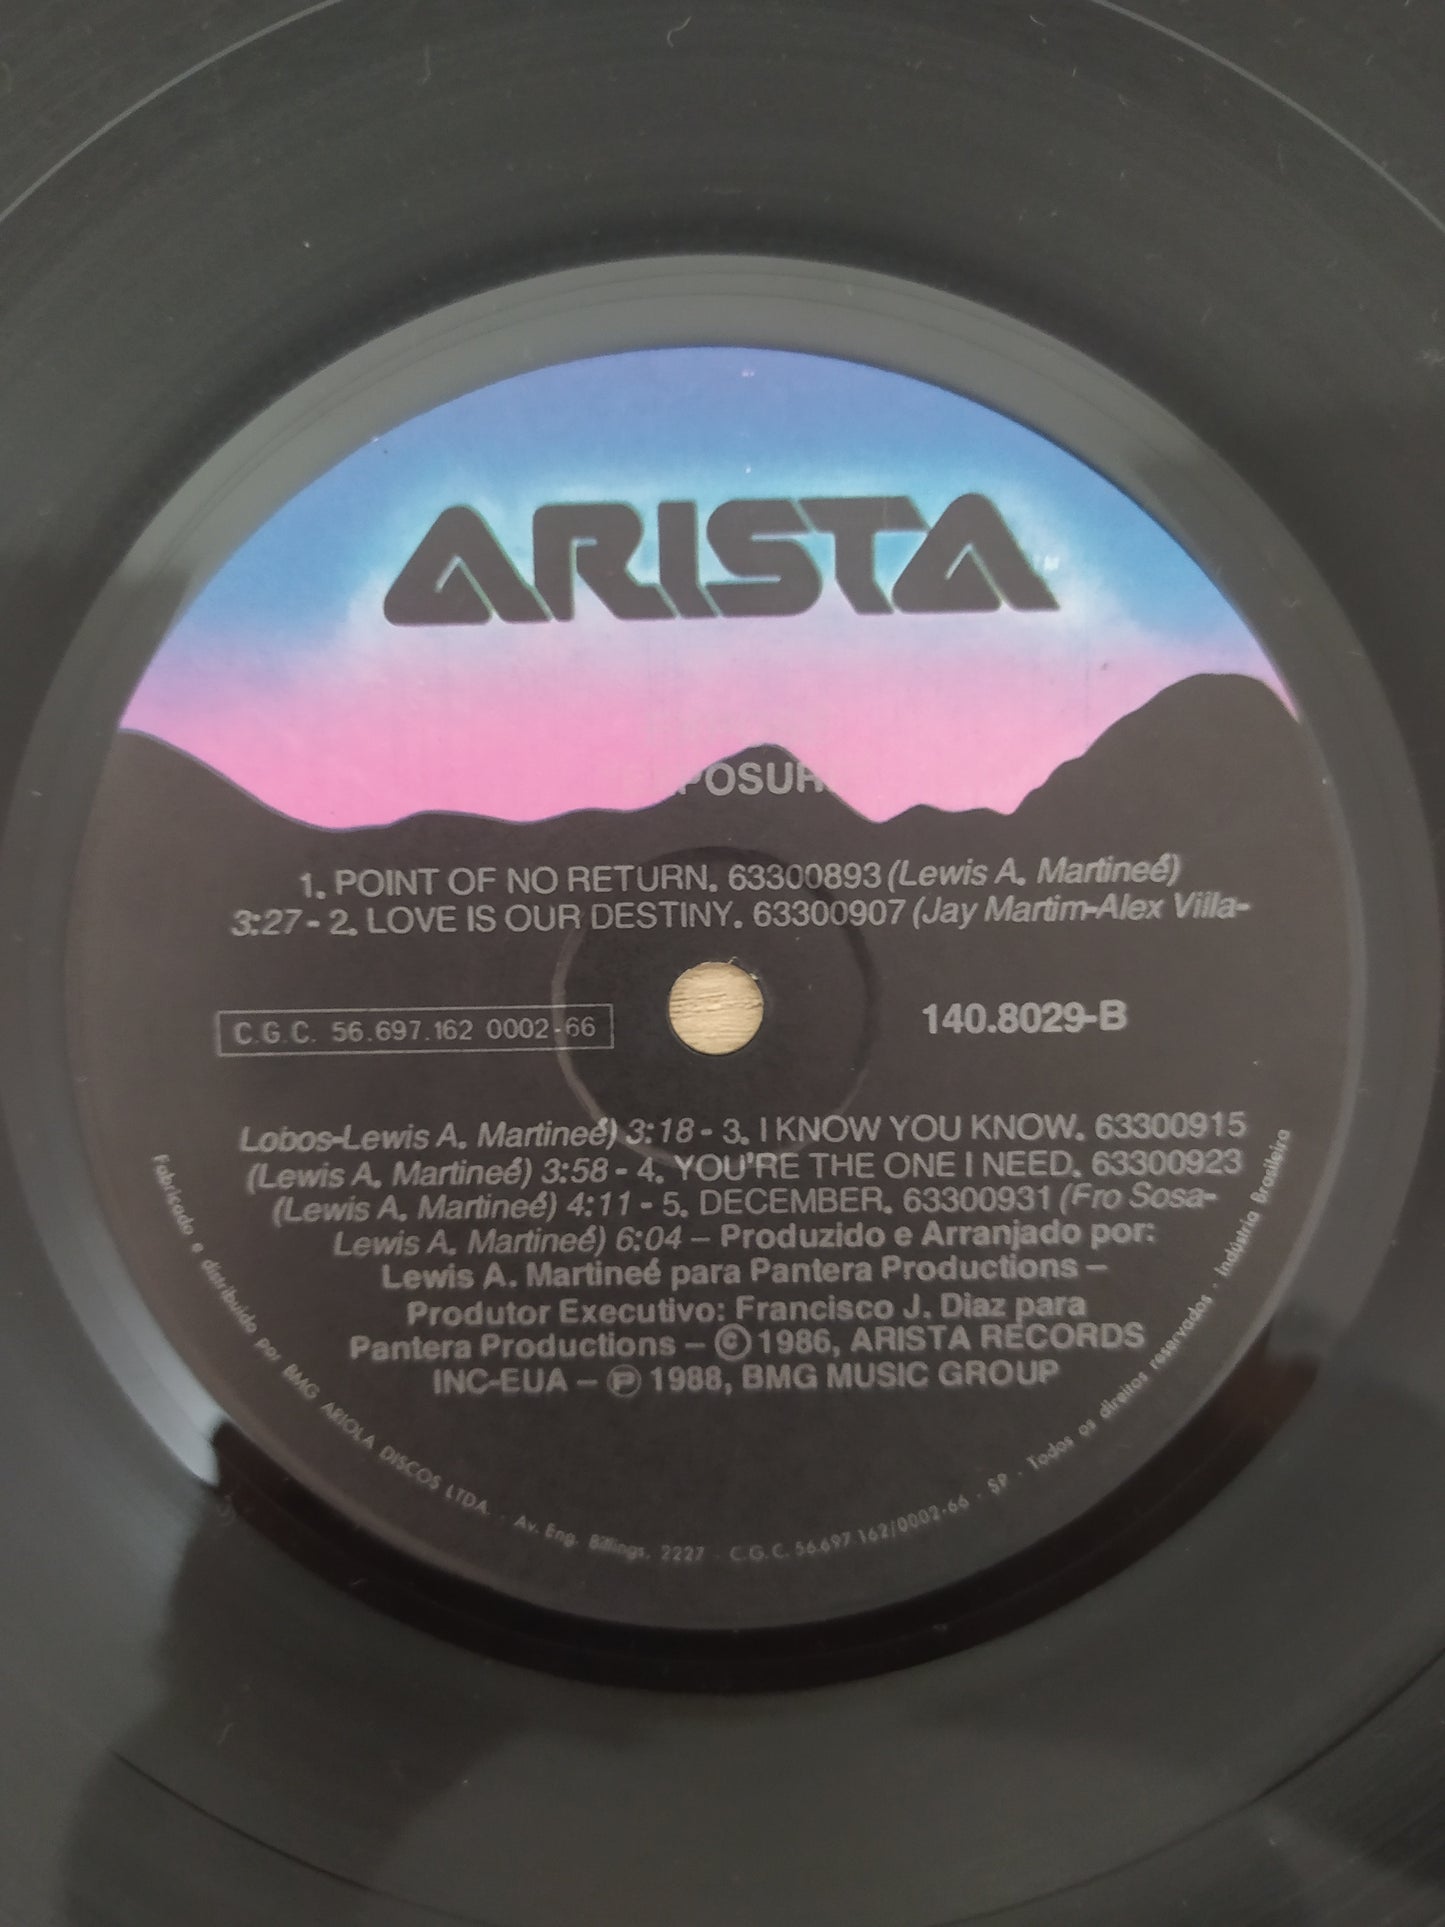 ARISTA TM
POSUR
1. POINT OF NO RETURN. 63300893 (Lewis A. Martineé)
3:27 - 2. LOVE IS OUR DESTINY. 63300907 (Jay Martim-Alex Villa-
C.G.C. 56.697.162 0002-66
140.8029-B
Lobos-Lewis A. Martineé) 3:18 - 3. I KNOW YOU KNOW. 63300915
(Lewis A. Martineé) 3:58 - 4. YOU'RE THE ONE I NEED. 63300923
(Lewis A. Martineé) 4:11 - 5. DECEMBER. 63300931 (Fro Sosa-
Lewis A. Martineé) 6:04 – Produzido e Arranjado por:
Lewis A. Martineé para Pantera Productions –
Produtor Executivo: Francisco J. Diaz para
Pantera Productions – © 1986, ARISTA RECORDS
INC-EUA – ℗ 1988, BMG MUSIC GROUP
Fabricado e distribuído por BMG ARIOLA DISCOS LTDA. · Av. Eng. Billings, 2227 · C.G.C. 56.697.162/0002-66 · SP · Todos os direitos reservados · Indústria Brasileira